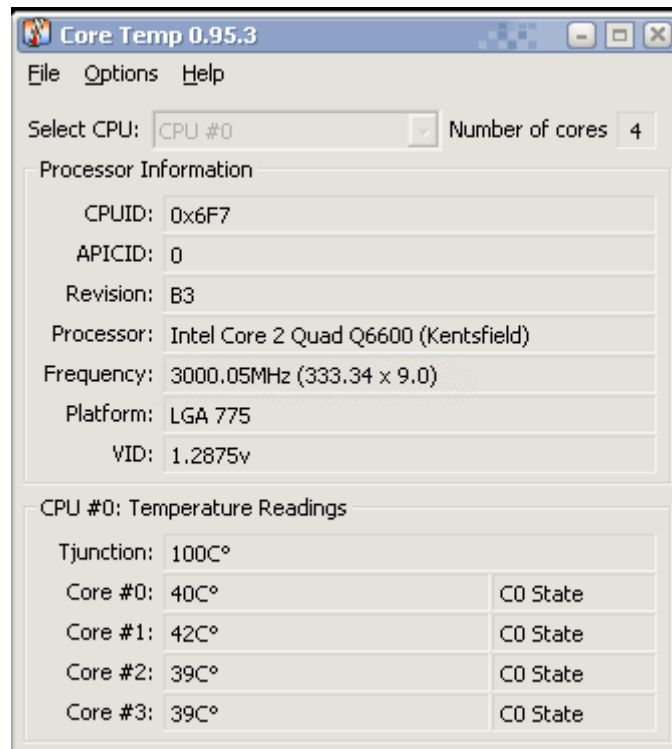 Core Temp 0.95.3
File Options Help
Select CPU: CPU #0 Number of cores 4
Processor Information
CPUID: 0x6F7
APICID: 0
Revision: B3
Processor: Intel Core 2 Quad Q6600 (Kentsfield)
Frequency: 3000.05MHz (333.34 x 9.0)
Platform: LGA 775
VID: 1.2875v
CPU #0: Temperature Readings
Tjunction: 100C°
Core #0: 40C° C0 State
Core #1: 42C° C0 State
Core #2: 39C° C0 State
Core #3: 39C° C0 State